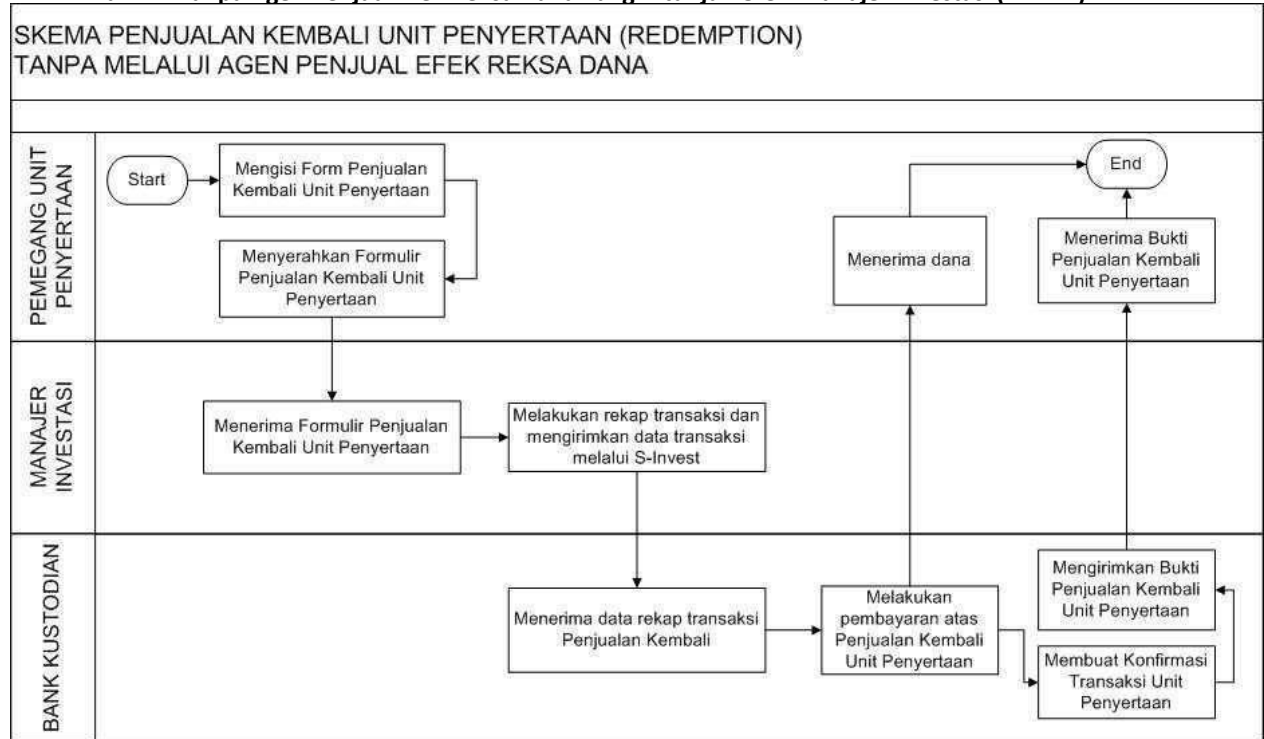 SKEMA PENJUALAN KEMBALI UNIT PENYERTAAN (REDEMPTION)
TANPA MELALUI AGEN PENJUAL EFEK REKSA DANA
PEMEGANG UNIT
PENYERTAAN
Start
Mengisi Form Penjualan
Kembali Unit Penyertaan
Menyerahkan Formulir
Penjualan Kembali Unit
Penyertaan
Menerima dana
End
Menerima Bukti
Penjualan Kembali
Unit Penyertaan
MANAJER
INVESTASI
Menerima Formulir Penjualan
Kembali Unit Penyertaan
Melakukan rekap transaksi dan
mengirimkan data transaksi
melalui S-Invest
BANK KUSTODIAN
Menerima data rekap transaksi
Penjualan Kembali
Melakukan
pembayaran atas
Penjualan Kembali
Unit Penyertaan
Mengirimkan Bukti
Penjualan Kembali
Unit Penyertaan
Membuat Konfirmasi
Transaksi Unit
Penyertaan